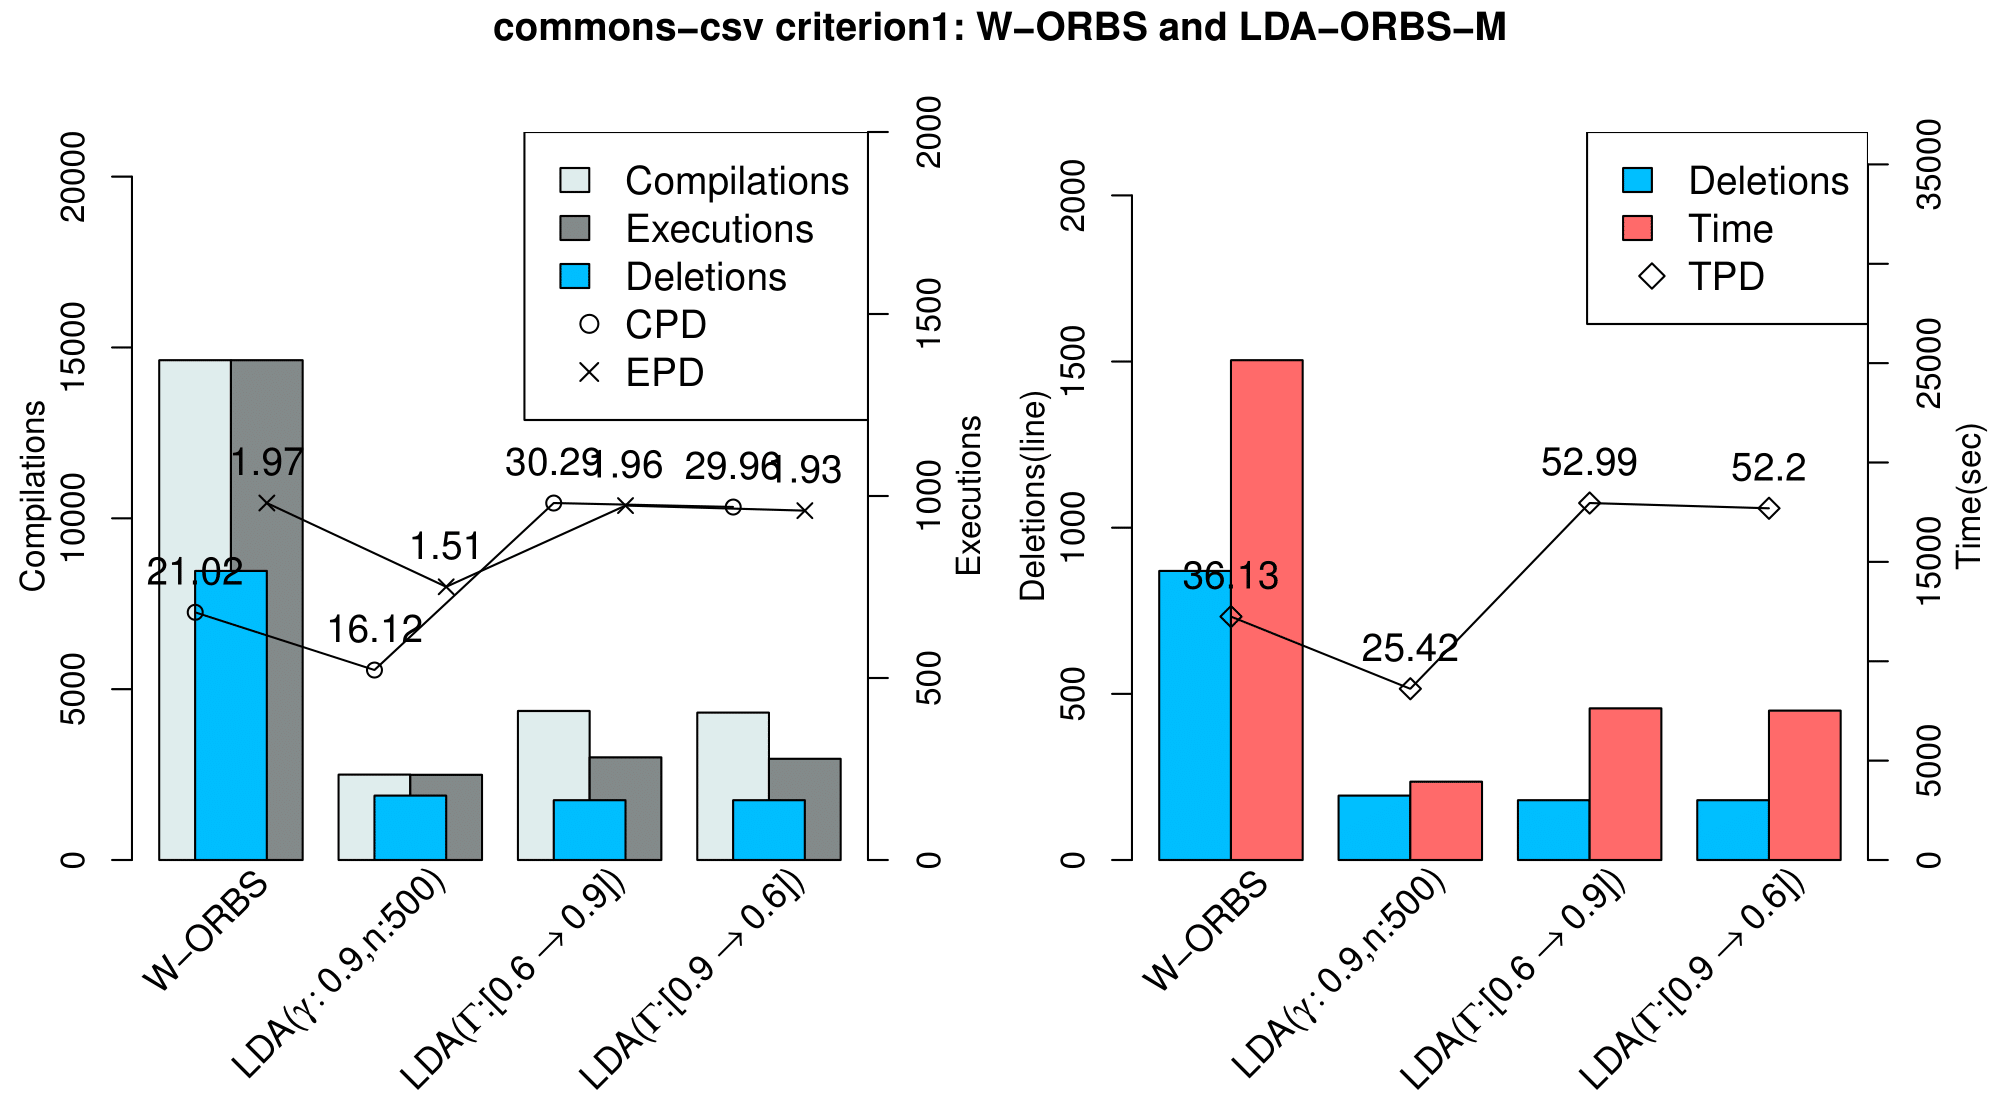 commons−csv criterion1: W−ORBS and LDA−ORBS−M
Compilations
0
5000
10000
15000
20000
Compilations
Executions
Deletions
CPD
EPD
21.02
16.12
30.29
29.96
1.97
1.51
1.96
1.93
0
500
1000
1500
2000
Executions
W−ORBS
LDA(γ: 0.9,n:500)
LDA(Γ:[0.6 → 0.9])
LDA(Γ:[0.9 → 0.6])
Deletions(line)
0
500
1000
1500
2000
Deletions
Time
TPD
36.13
25.42
52.99
52.2
0
5000
15000
25000
35000
Time(sec)
W−ORBS
LDA(γ: 0.9,n:500)
LDA(Γ:[0.6 → 0.9])
LDA(Γ:[0.9 → 0.6])